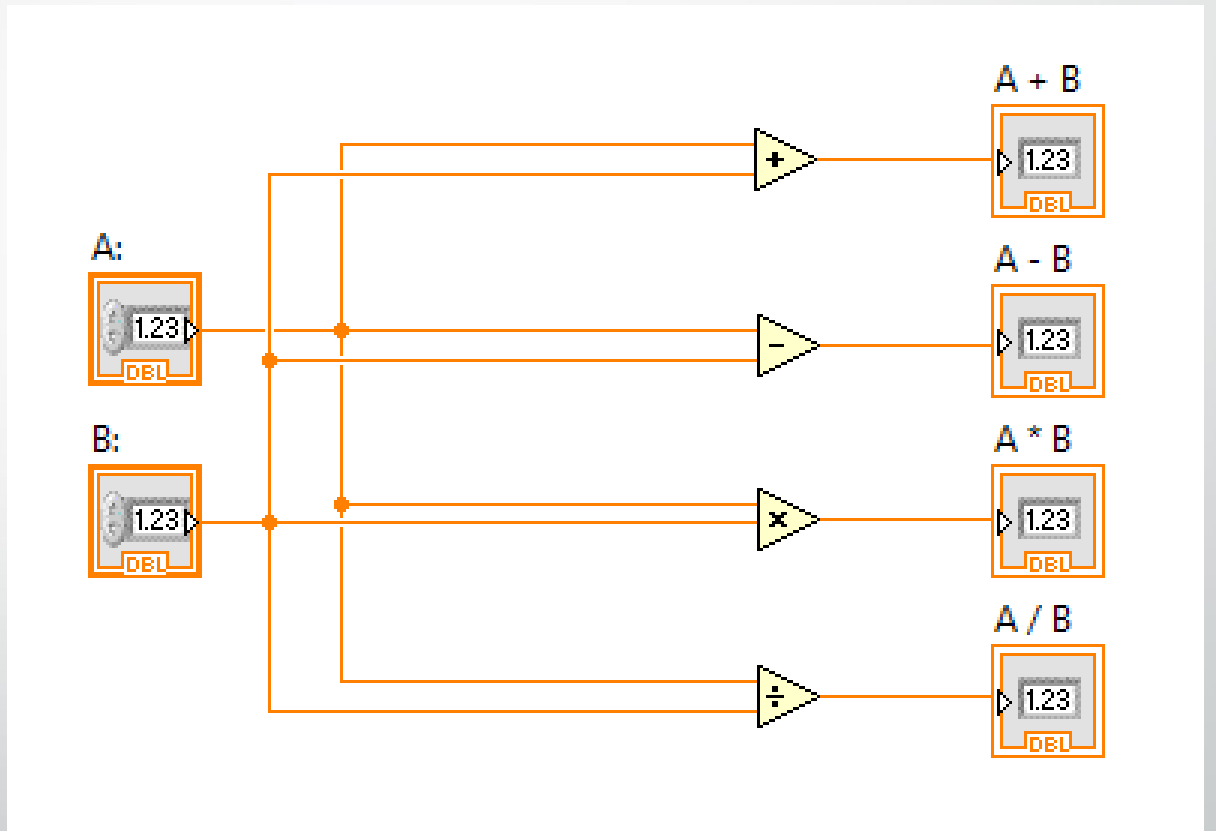 A + B
1.23
DBL
+
A:
1.23
DBL
A - B
1.23
DBL
−
B:
1.23
DBL
A * B
1.23
DBL
×
A / B
1.23
DBL
÷